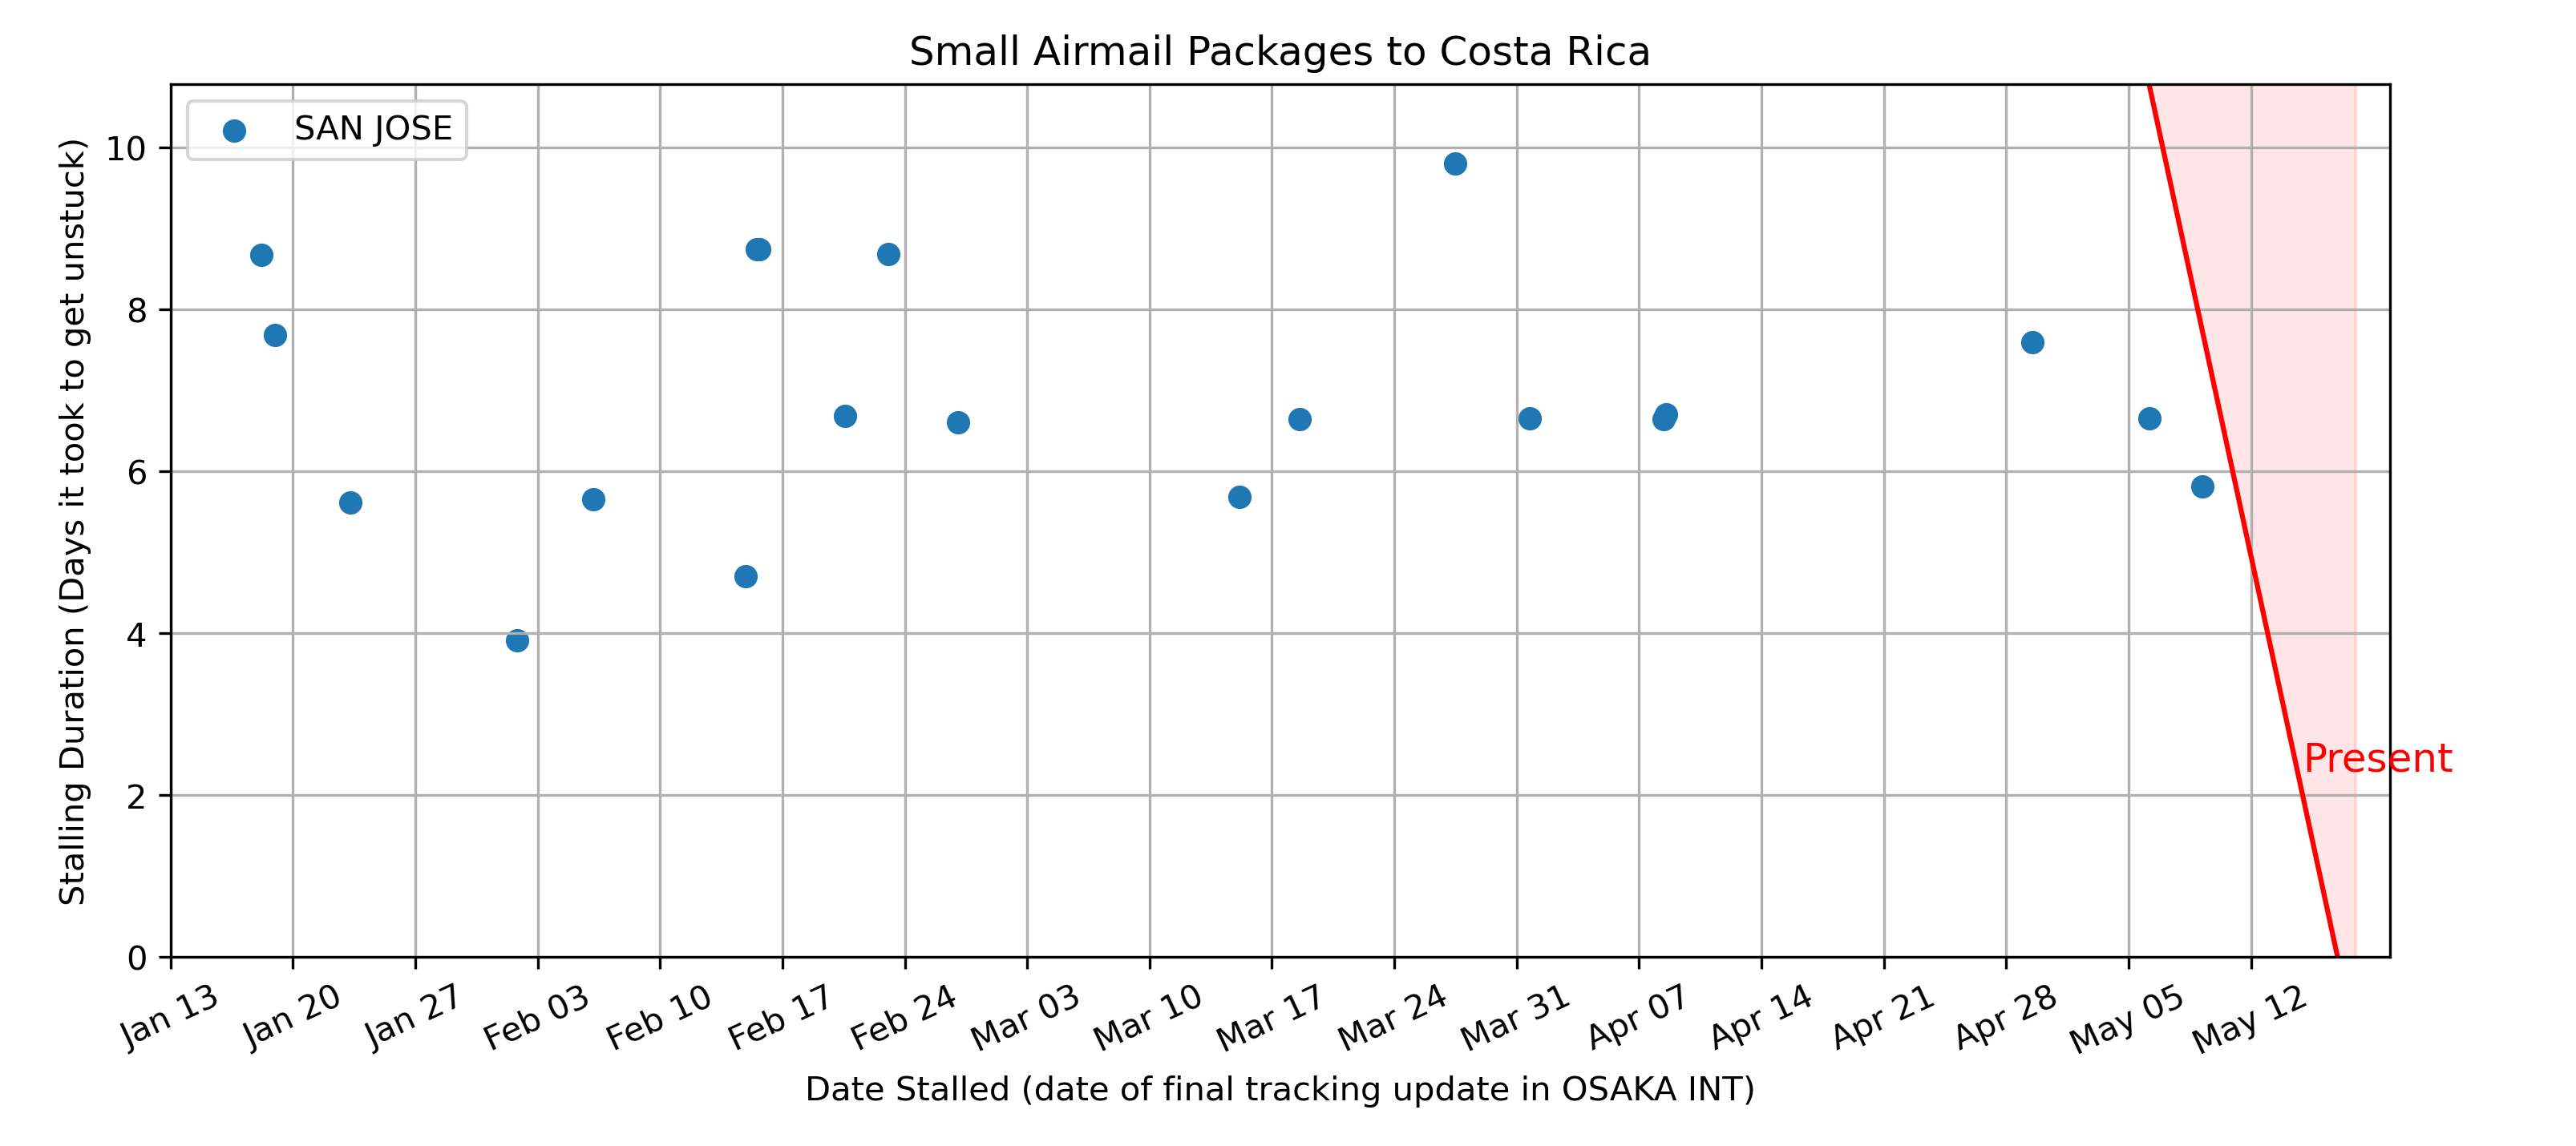 Small Airmail Packages to Costa Rica
SAN JOSE
Stalling Duration (Days it took to get unstuck)
10
8
6
4
2
0
Present
Jan 13
Jan 20
Jan 27
Feb 03
Feb 10
Feb 17
Feb 24
Mar 03
Mar 10
Mar 17
Mar 24
Mar 31
Apr 07
Apr 14
Apr 21
Apr 28
May 05
May 12
Date Stalled (date of final tracking update in OSAKA INT)